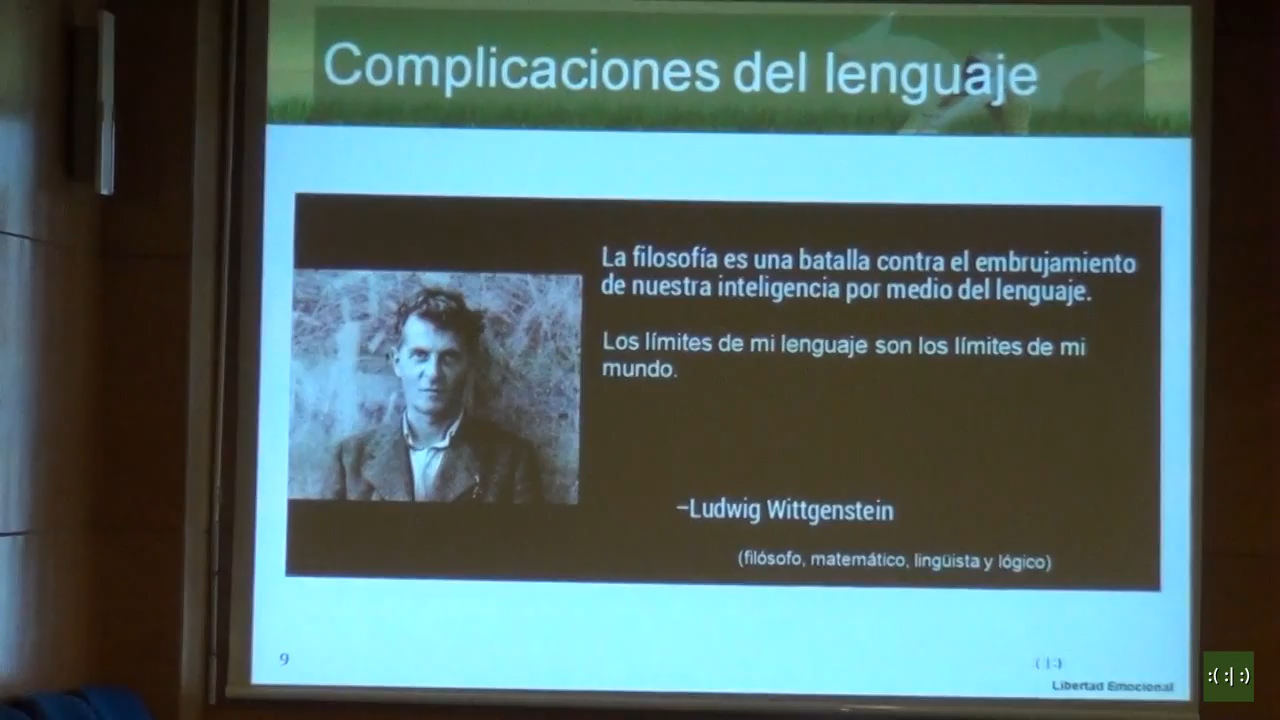 Complicaciones del lenguaje
La filosofía es una batalla contra el embrujamiento
de nuestra inteligencia por medio del lenguaje.
Los límites de mi lenguaje son los límites de mi
mundo.
–Ludwig Wittgenstein
(filósofo, matemático, lingüista y lógico)
9
( |:)
Libertad Emocional
:( :| :)